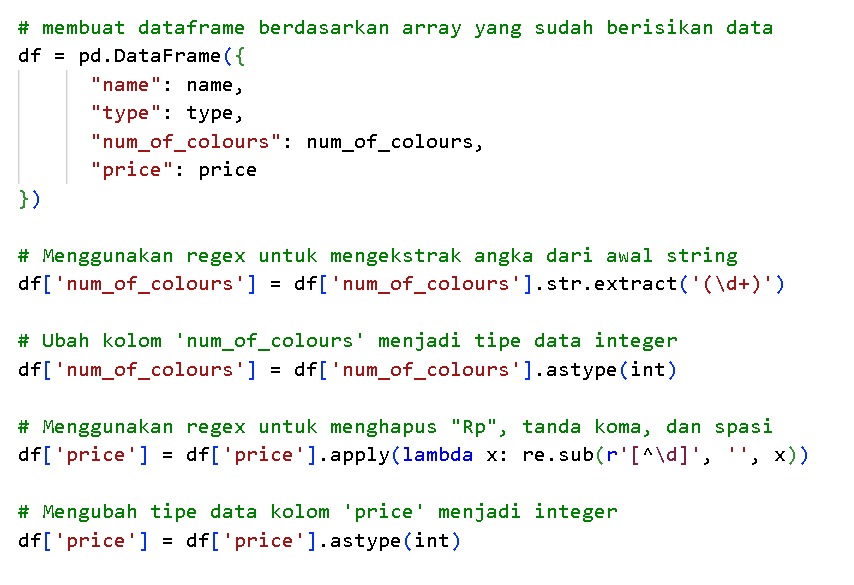 # membuat dataframe berdasarkan array yang sudah berisikan data
df = pd.DataFrame({
"name": name,
"type": type,
"num_of_colours": num_of_colours,
"price": price
})
# Menggunakan regex untuk mengekstrak angka dari awal string
df['num_of_colours'] = df['num_of_colours'].str.extract('(\d+)')
# Ubah kolom 'num_of_colours' menjadi tipe data integer
df['num_of_colours'] = df['num_of_colours'].astype(int)
# Menggunakan regex untuk menghapus "Rp", tanda koma, dan spasi
df['price'] = df['price'].apply(lambda x: re.sub(r'[^\d]', '', x))
# Mengubah tipe data kolom 'price' menjadi integer
df['price'] = df['price'].astype(int)